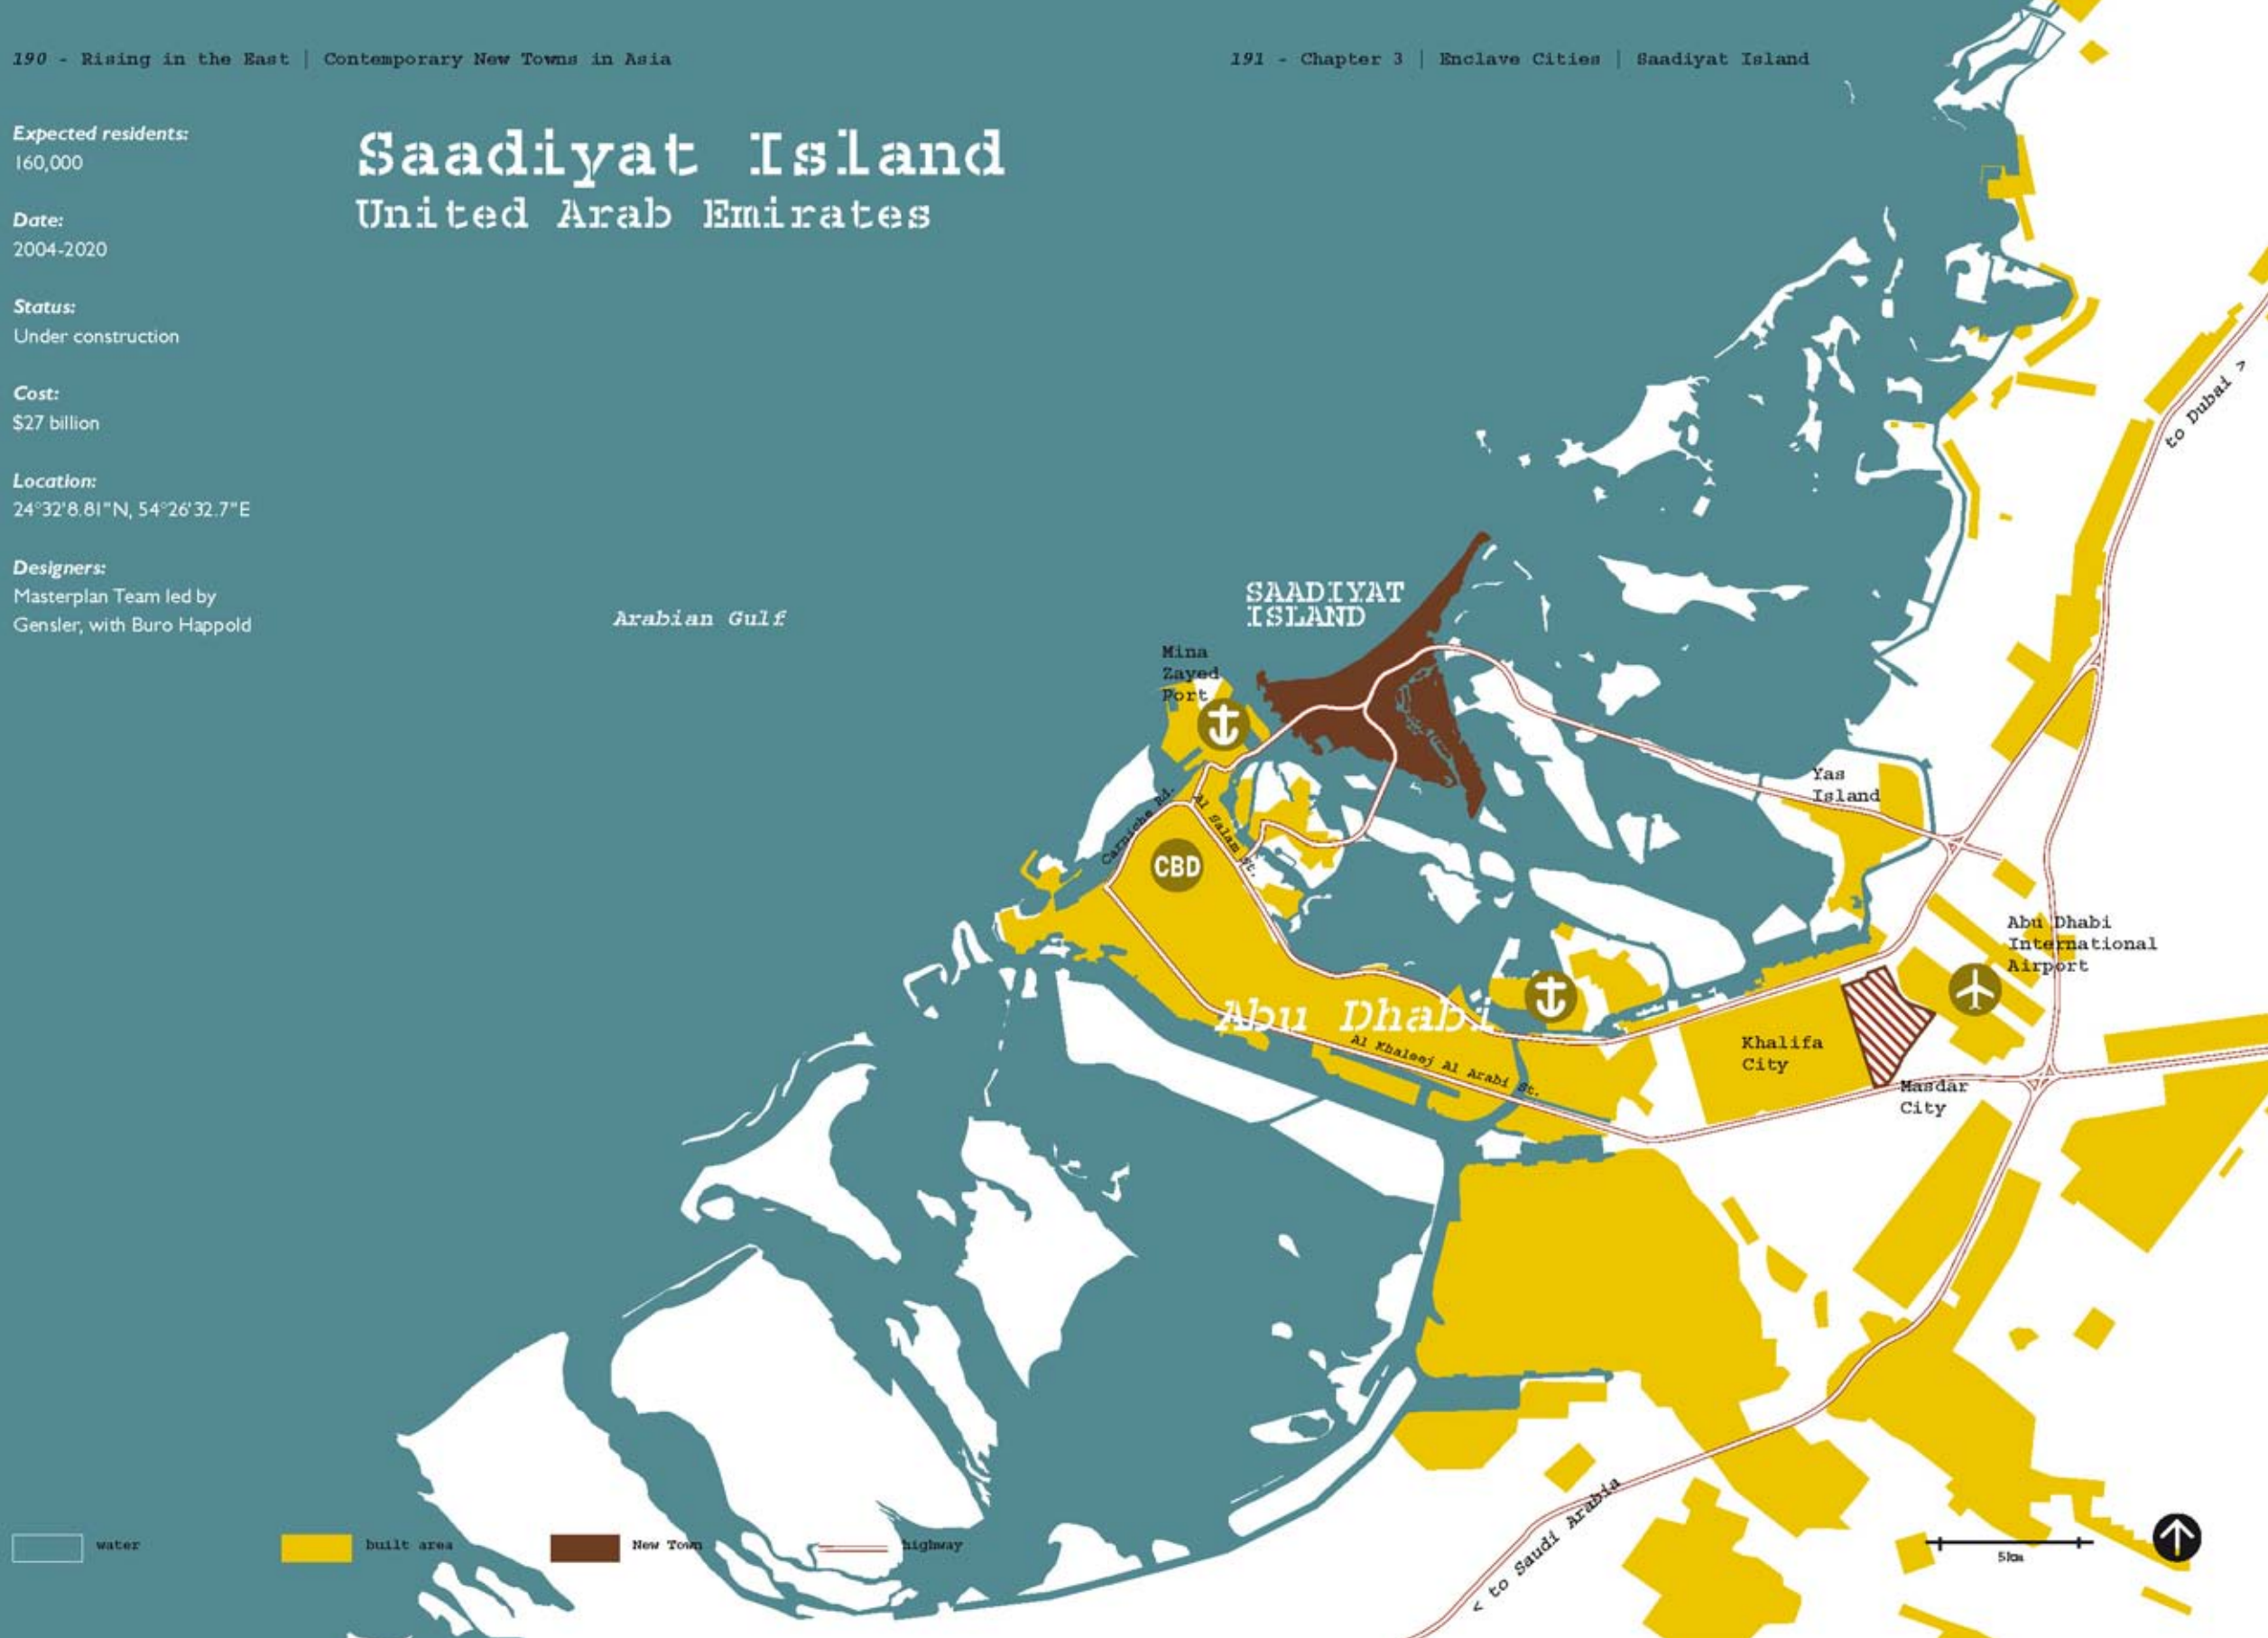 190 - Rising in the East | Contemporary New Towns in Asia
191 - Chapter 3 | Enclave Cities | Saadiyat Island
Saadiyat Island
United Arab Emirates
Expected residents:
160,000
Date:
2004-2020
Status:
Under construction
Cost:
$27 billion
Location:
24°32'8.81"N, 54°26'32.7"E
Designers:
Masterplan Team led by
Gensler, with Buro Happold
to Dubai >
Arabian Gulf
SAADIYAT
ISLAND
Mina
Zayed
Port
Yas
Island
Carniche Rd.
Al Salam St.
CBD
Abu Dhabi
International
Airport
Abu Dhabi
Al Khaleej Al Arabi St.
Khalifa
City
Masdar
City
< to Saudi Arabia
water
built area
New Town
highway
5km